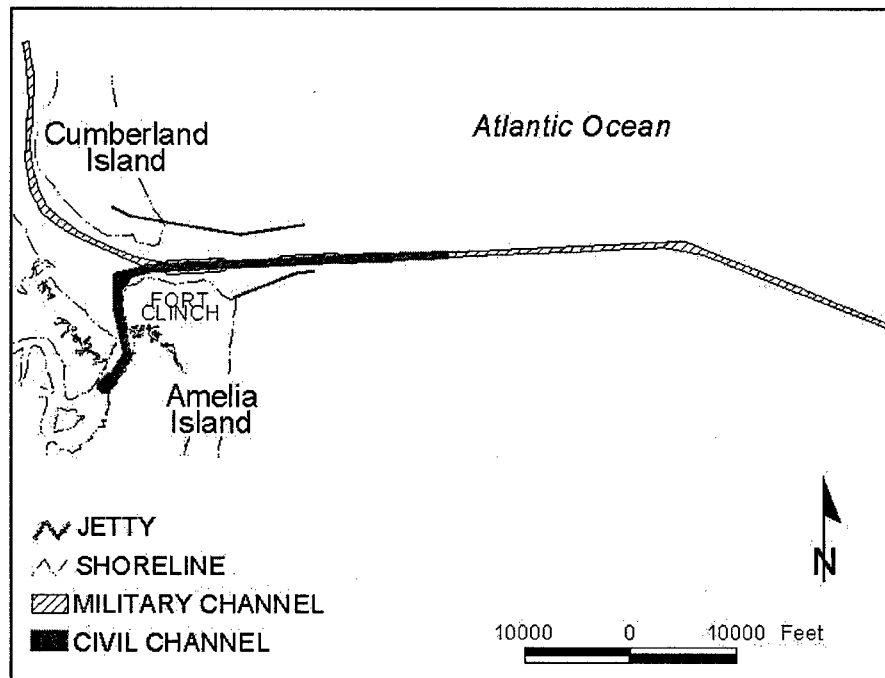 Cumberland
Island
Atlantic Ocean
FORT
CLINCH
Amelia
Island
JETTY
SHORELINE
MILITARY CHANNEL
CIVIL CHANNEL
N
10000 0 10000 Feet